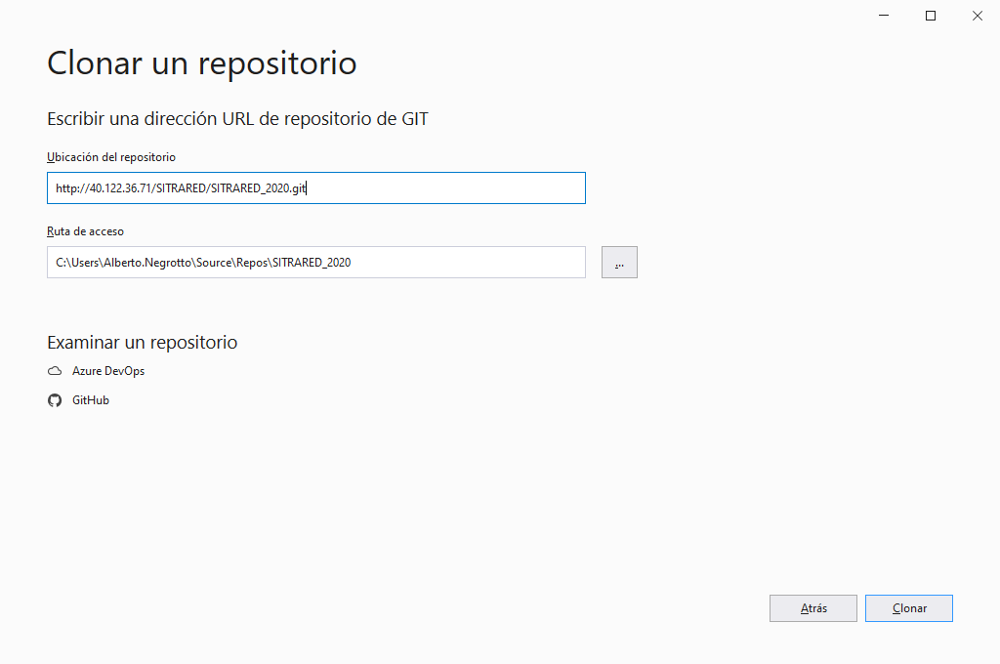 Clonar un repositorio
Escribir una dirección URL de repositorio de GIT
Ubicación del repositorio
http://40.122.36.71/SITRARED/SITRARED_2020.git
Ruta de acceso
C:\Users\Alberto.Negrotto\Source\Repos\SITRARED_2020
...
Examinar un repositorio
Azure DevOps
GitHub
Atrás
Clonar